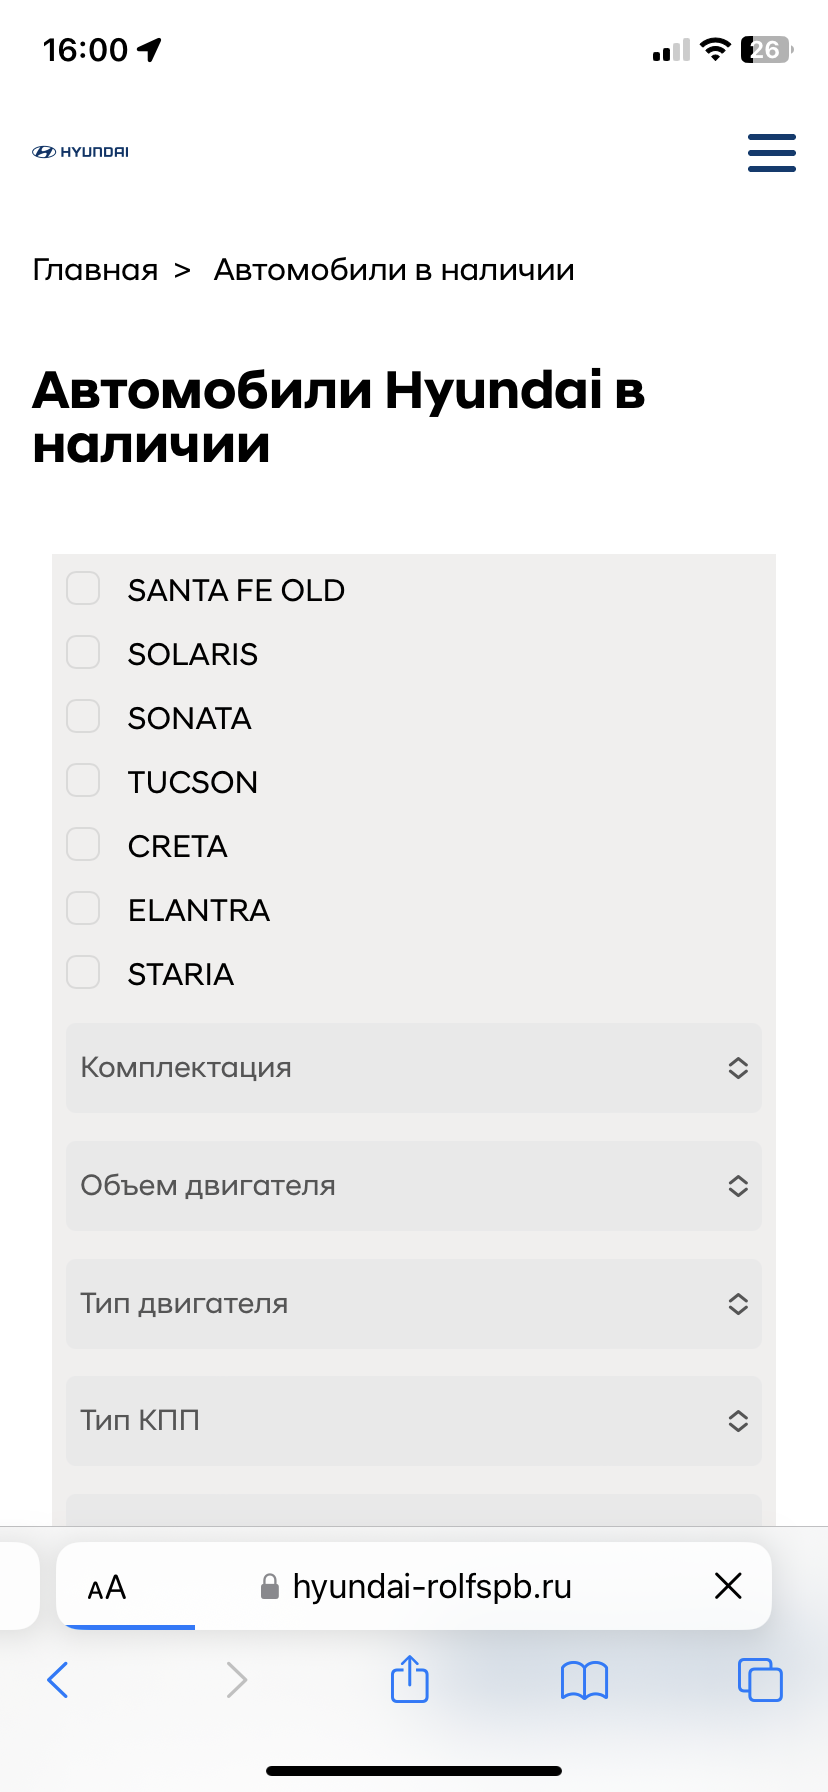 16:00
26
HYUNDAI
Главная > Автомобили в наличии
Автомобили Hyundai в
наличии
SANTA FE OLD
SOLARIS
SONATA
TUCSON
CRETA
ELANTRA
STARIA
Комплектация
Объем двигателя
Тип двигателя
Тип КПП
AA hyundai-rolfspb.ru